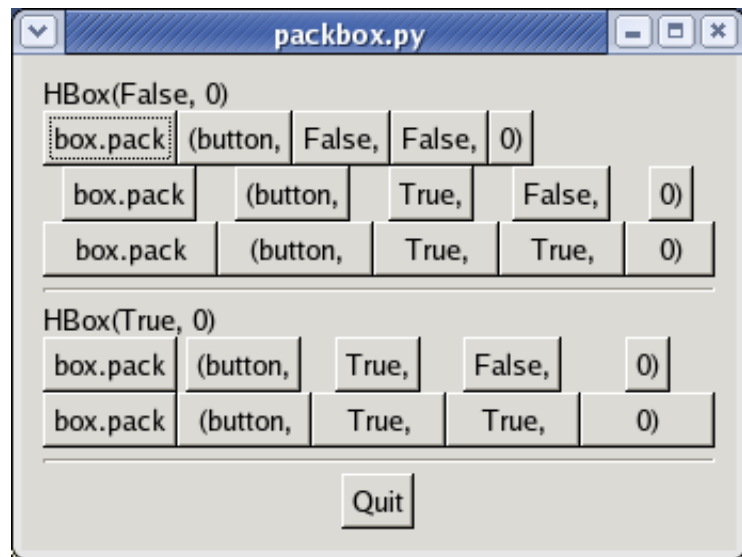 packbox.py
HBox(False, 0)
box.pack (button, False, False, 0)
box.pack (button, True, False, 0)
box.pack (button, True, True, 0)
HBox(True, 0)
box.pack (button, True, False, 0)
box.pack (button, True, True, 0)
Quit